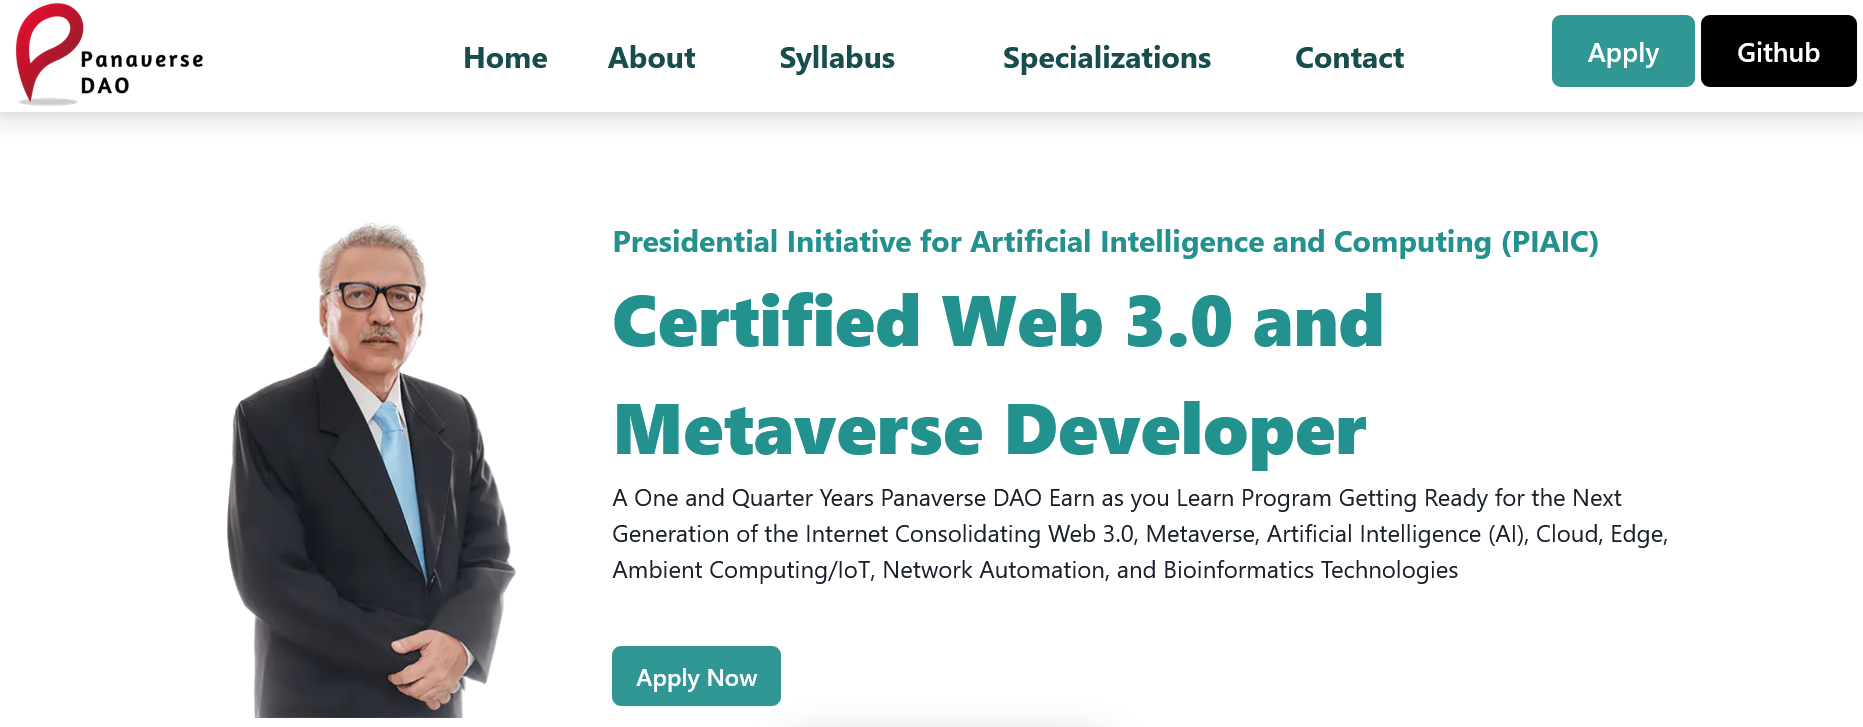 Panaverse
DAO
Home About Syllabus Specializations Contact Apply Github
Presidential Initiative for Artificial Intelligence and Computing (PIAIC)
Certified Web 3.0 and
Metaverse Developer
A One and Quarter Years Panaverse DAO Earn as you Learn Program Getting Ready for the Next
Generation of the Internet Consolidating Web 3.0, Metaverse, Artificial Intelligence (AI), Cloud, Edge,
Ambient Computing/IoT, Network Automation, and Bioinformatics Technologies
Apply Now